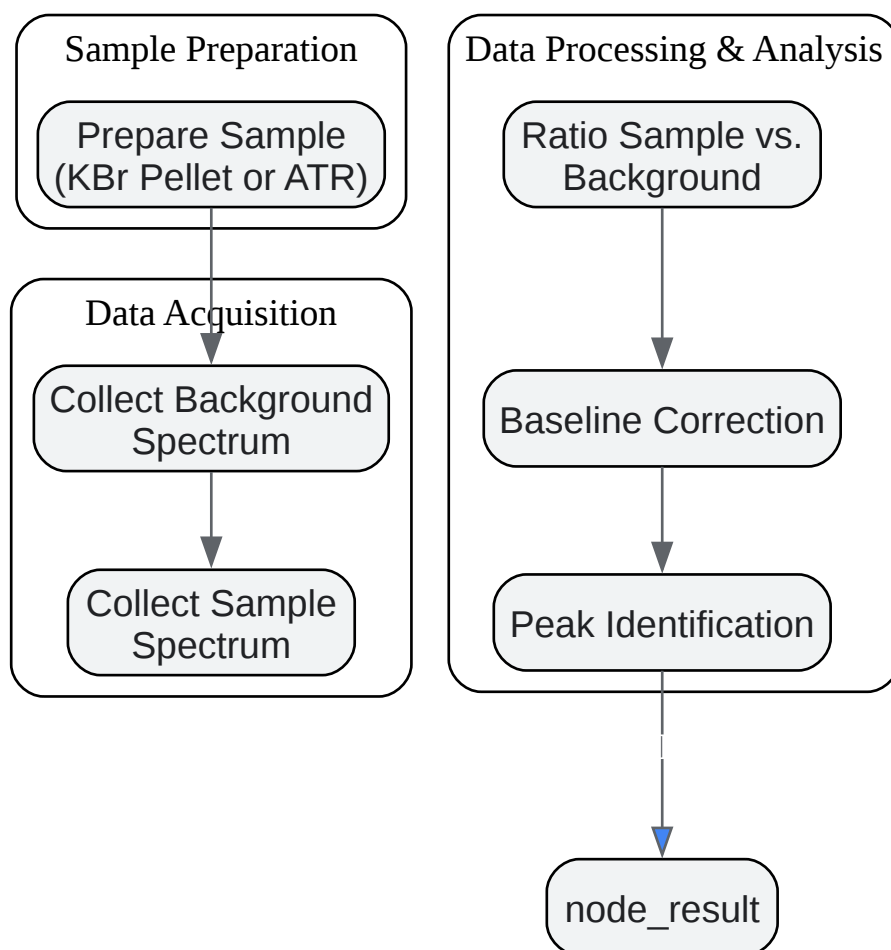 Sample Preparation
Prepare Sample
(KBr Pellet or ATR)
Data Acquisition
Collect Background
Spectrum
Collect Sample
Spectrum
Data Processing & Analysis
Ratio Sample vs.
Background
Baseline Correction
Peak Identification
node_result